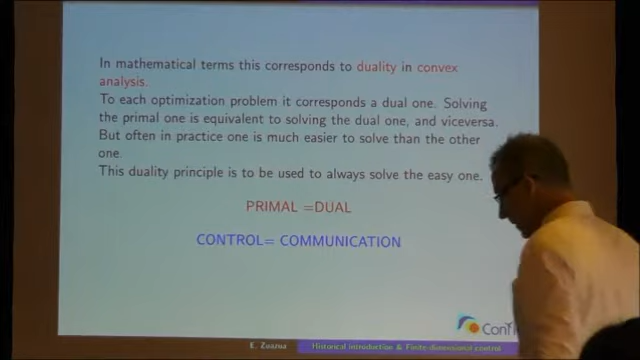 In mathematical terms this corresponds to duality in convex
analysis.
To each optimization problem it corresponds a dual one. Solving
the primal one is equivalent to solving the dual one, and viceversa.
But often in practice one is much easier to solve than the other
one.
This duality principle is to be used to always solve the easy one.
PRIMAL =DUAL
CONTROL= COMMUNICATION
E. Zuazua
Historical introduction & Finite-dimensional control